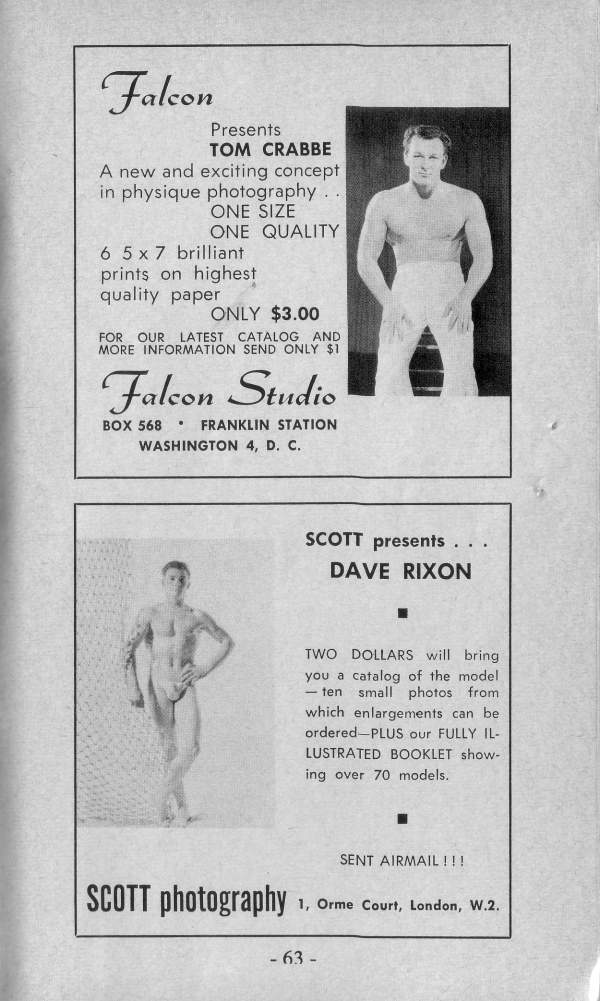 Falcon
Presents
TOM CRABBE
A new and exciting concept
in physique photography . .
ONE SIZE
ONE QUALITY
6 5 x 7 brilliant
prints on highest
quality paper
ONLY $3.00
FOR OUR LATEST CATALOG AND
MORE INFORMATION SEND ONLY $1
Falcon Studio
BOX 568 • FRANKLIN STATION
WASHINGTON 4, D. C.
SCOTT presents . . .
DAVE RIXON
TWO DOLLARS will bring
you a catalog of the model
— ten small photos from
which enlargements can be
ordered—PLUS our FULLY IL-
LUSTRATED BOOKLET show-
ing over 70 models.
SENT AIRMAIL ! ! !
SCOTT photography 1, Orme Court, London, W.2.
- 63 -